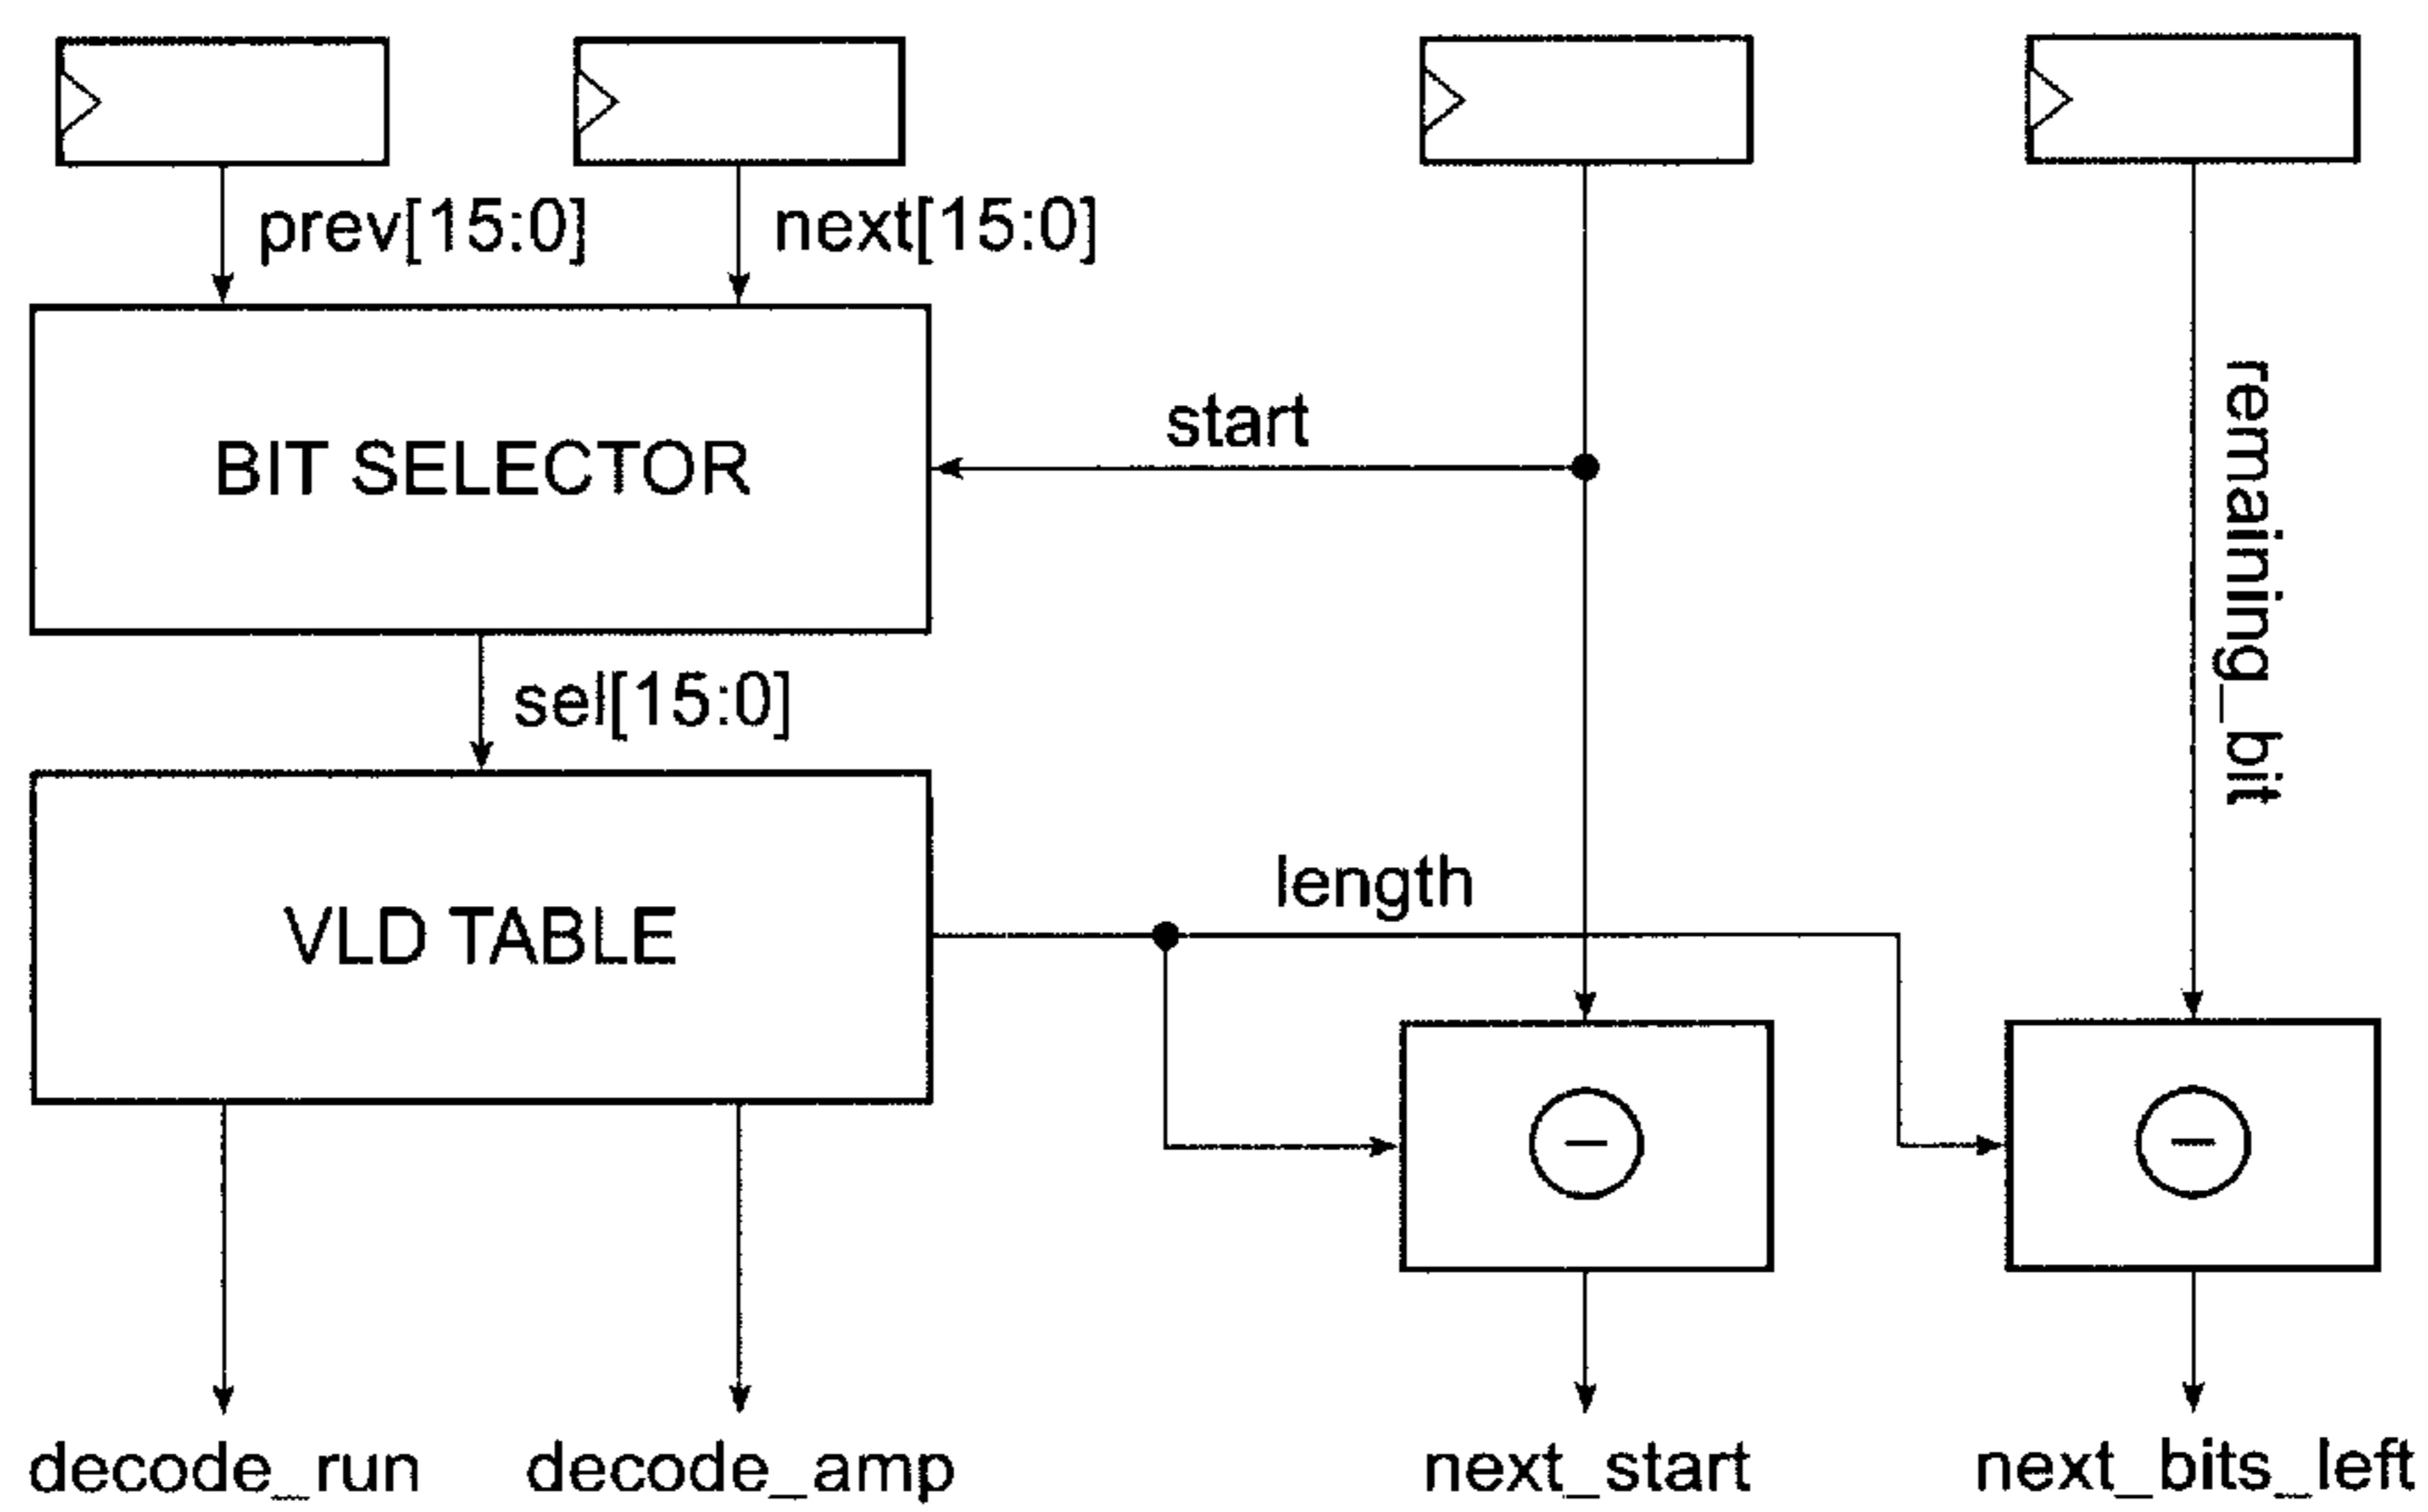 prev[15:0]
next[15:0]
BIT SELECTOR
start
remaining_bit
sel[15:0]
VLD TABLE
length
decode_run
decode_amp
next_start
next_bits_left